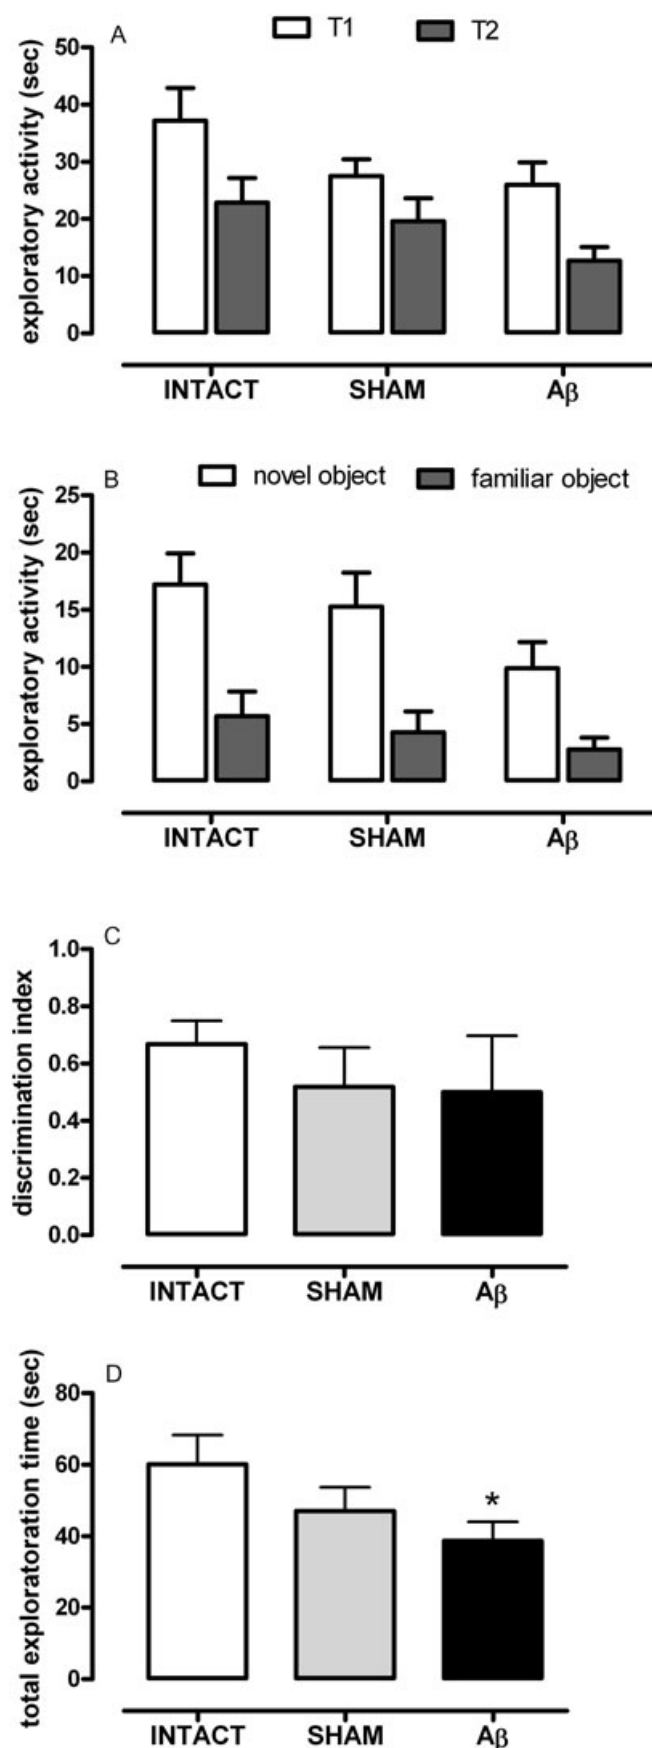 A
T1 T2
exploratory activity (sec)
50
40
30
20
10
0
INTACT SHAM Aβ
B
novel object familiar object
exploratory activity (sec)
25
20
15
10
5
0
INTACT SHAM Aβ
C
discrimination index
1.0
0.8
0.6
0.4
0.2
0.0
INTACT SHAM Aβ
D
total exploratoration time (sec)
80
60
40
20
0
*
INTACT SHAM Aβ